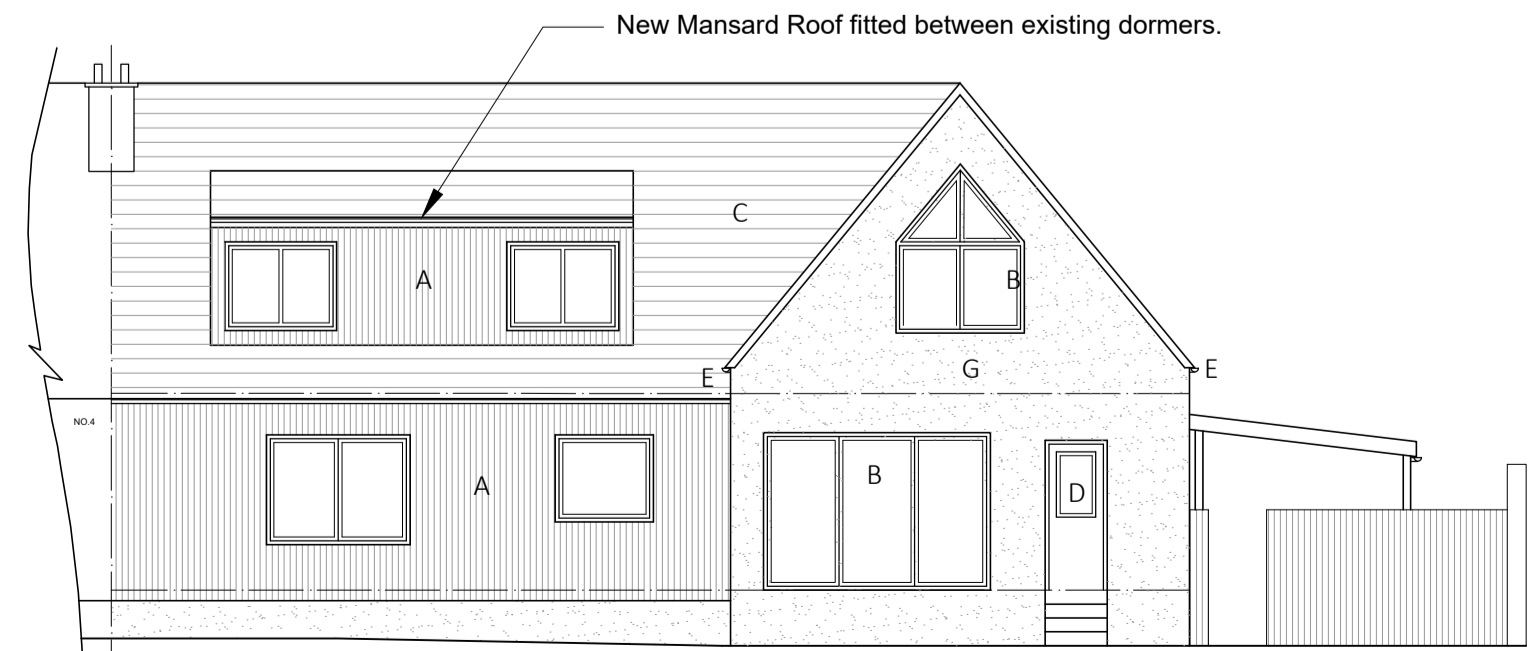 New Mansard Roof fitted between existing dormers.
C
A
B
E
G
E
NO.4
A
B
D